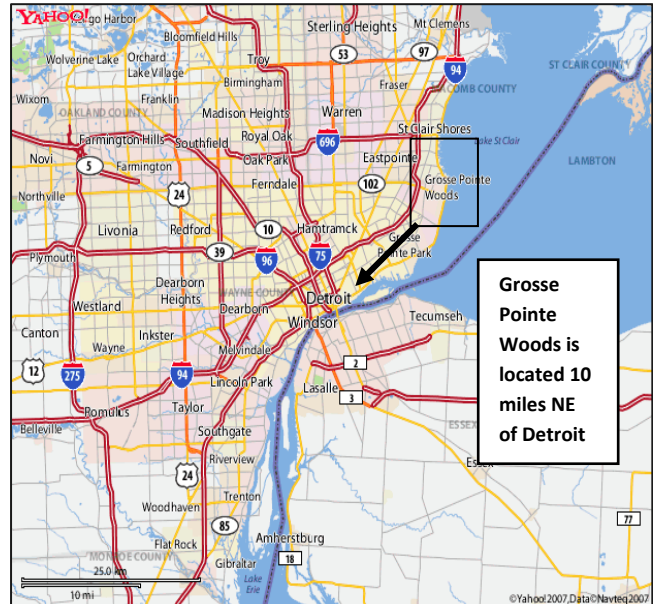 YAHOO!
Keego Harbor
Sterling Heights
Mt Clemens
Bloomfield Hills
Wolverine Lake
Orchard
Lake Village
Troy
53
97
94
ST CLAIR COUNTY
Birmingham
Fraser
MACOMB COUNTY
Wixom
Franklin
OAKLAND COUNTY
Madison Heights
Warren
Royal Oak
696
St Clair Shores
Lake St Clair
Farmington Hills
Southfield
Novi
5
Farmington
Oak Park
Eastpointe
LAMBTON
Ferndale
102
Grosse Pointe
Woods
24
Northville
Livonia
Redford
10
Hamtramck
39
75
Grosse
Pointe Park
Plymouth
96
Dearborn
Heights
WAYNE COUNTY
Detroit
Westland
Dearborn
Windsor
Tecumseh
Canton
Inkster
Wayne
Melvindale
2
12
275
94
Lincoln Park
Lasalle
3
Romulus
Taylor
Belleville
Southgate
ESSEX
Essex
Riverview
24
Trenton
77
Woodhaven
85
Flat Rock
Amherstburg
MONROE COUNTY
Gibraltar
18
Lake
Erie
25.0 km
10 mi
©Yahoo! 2007, Data©Navteq 2007
Grosse
Pointe
Woods is
located 10
miles NE
of Detroit